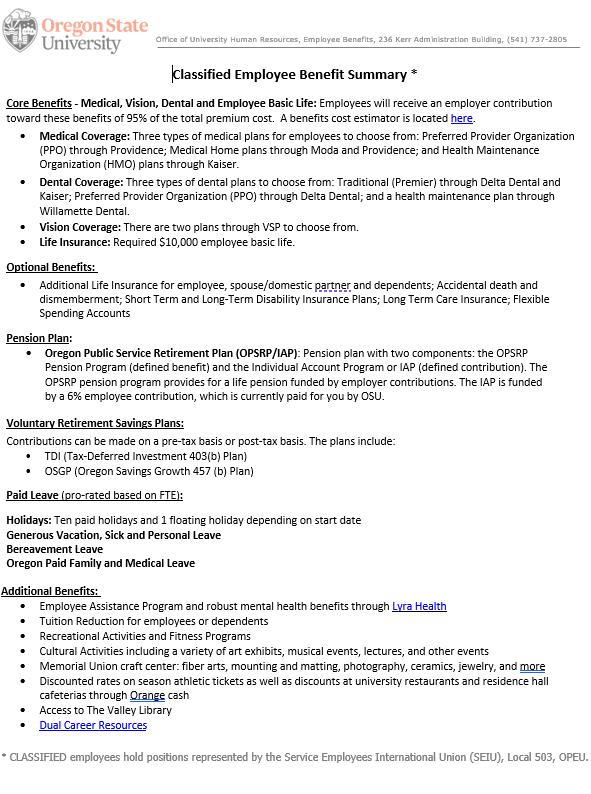 Oregon State
University
Office of University Human Resources, Employee Benefits, 236 Kerr Administration Building, (541) 737-2805
Classified Employee Benefit Summary *
Core Benefits - Medical, Vision, Dental and Employee Basic Life: Employees will receive an employer contribution
toward these benefits of 95% of the total premium cost.  A benefits cost estimator is located here.
• Medical Coverage: Three types of medical plans for employees to choose from: Preferred Provider Organization
(PPO) through Providence; Medical Home plans through Moda and Providence; and Health Maintenance
Organization (HMO) plans through Kaiser.
• Dental Coverage: Three types of dental plans to choose from: Traditional (Premier) through Delta Dental and
Kaiser; Preferred Provider Organization (PPO) through Delta Dental; and a health maintenance plan through
Willamette Dental.
• Vision Coverage: There are two plans through VSP to choose from.
• Life Insurance: Required $10,000 employee basic life.
Optional Benefits:
• Additional Life Insurance for employee, spouse/domestic partner and dependents; Accidental death and
dismemberment; Short Term and Long-Term Disability Insurance Plans; Long Term Care Insurance; Flexible
Spending Accounts
Pension Plan:
• Oregon Public Service Retirement Plan (OPSRP/IAP): Pension plan with two components: the OPSRP
Pension Program (defined benefit) and the Individual Account Program or IAP (defined contribution). The
OPSRP pension program provides for a life pension funded by employer contributions. The IAP is funded
by a 6% employee contribution, which is currently paid for you by OSU.
Voluntary Retirement Savings Plans:
Contributions can be made on a pre-tax basis or post-tax basis. The plans include:
• TDI (Tax-Deferred Investment 403(b) Plan)
• OSGP (Oregon Savings Growth 457 (b) Plan)
Paid Leave (pro-rated based on FTE):
Holidays: Ten paid holidays and 1 floating holiday depending on start date
Generous Vacation, Sick and Personal Leave
Bereavement Leave
Oregon Paid Family and Medical Leave
Additional Benefits:
• Employee Assistance Program and robust mental health benefits through Lyra Health
• Tuition Reduction for employees or dependents
• Recreational Activities and Fitness Programs
• Cultural Activities including a variety of art exhibits, musical events, lectures, and other events
• Memorial Union craft center: fiber arts, mounting and matting, photography, ceramics, jewelry, and more
• Discounted rates on season athletic tickets as well as discounts at university restaurants and residence hall
cafeterias through Orange cash
• Access to The Valley Library
• Dual Career Resources
* CLASSIFIED employees hold positions represented by the Service Employees International Union (SEIU), Local 503, OPEU.